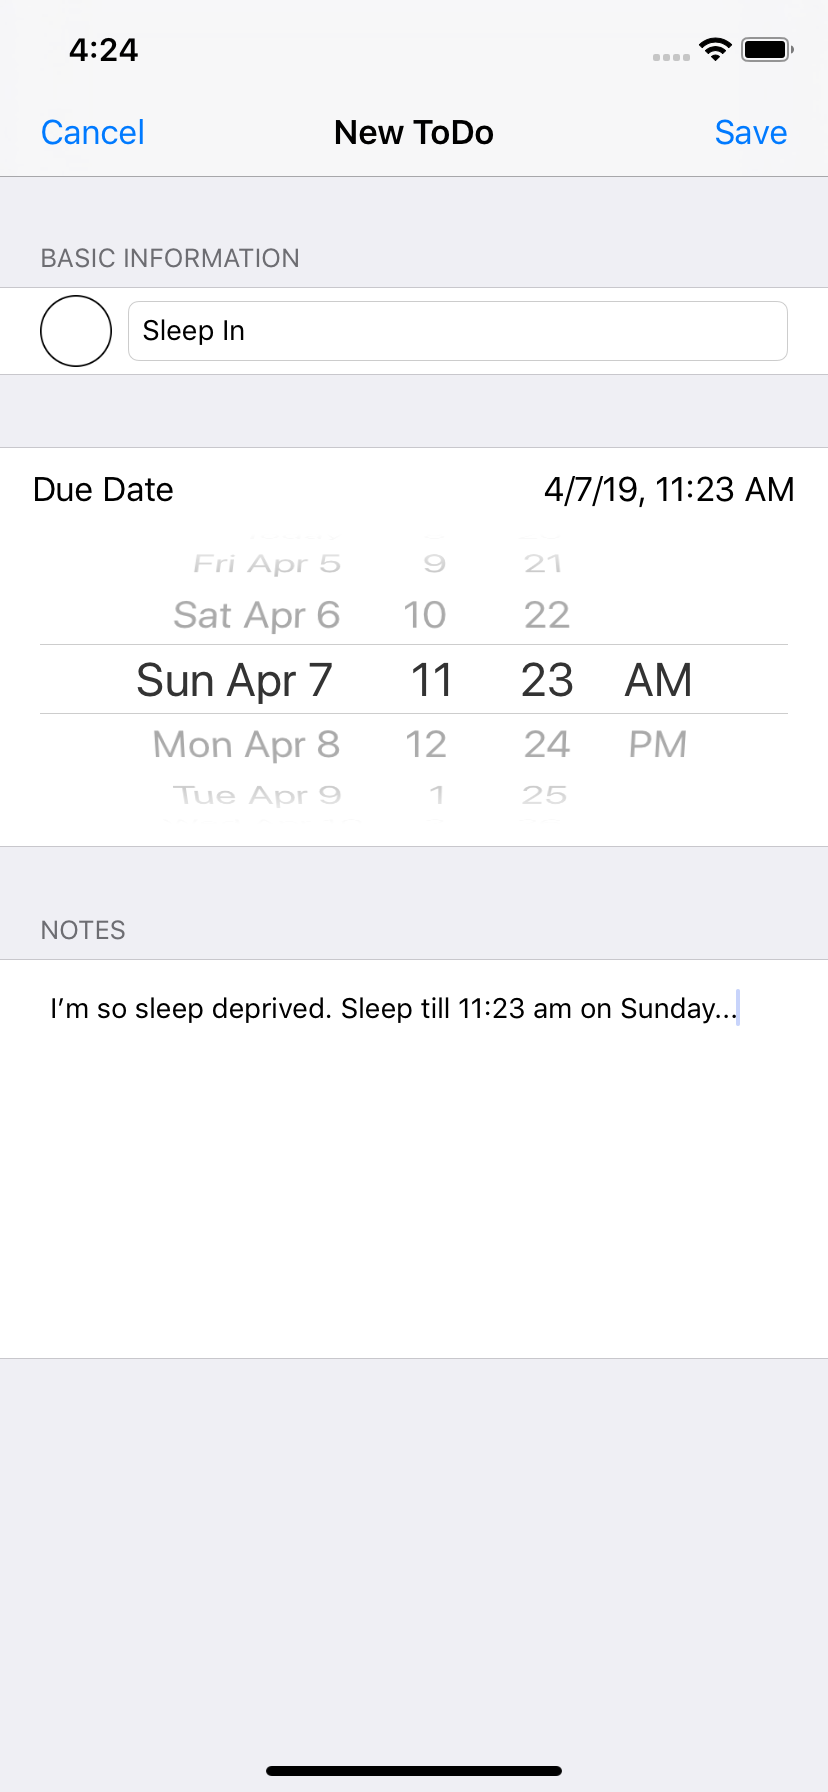 4:24
Cancel New ToDo Save
BASIC INFORMATION
Sleep In
Due Date 4/7/19, 11:23 AM
Fri Apr 5 9 21
Sat Apr 6 10 22
Sun Apr 7 11 23 AM
Mon Apr 8 12 24 PM
Tue Apr 9 1 25
NOTES
I’m so sleep deprived. Sleep till 11:23 am on Sunday...